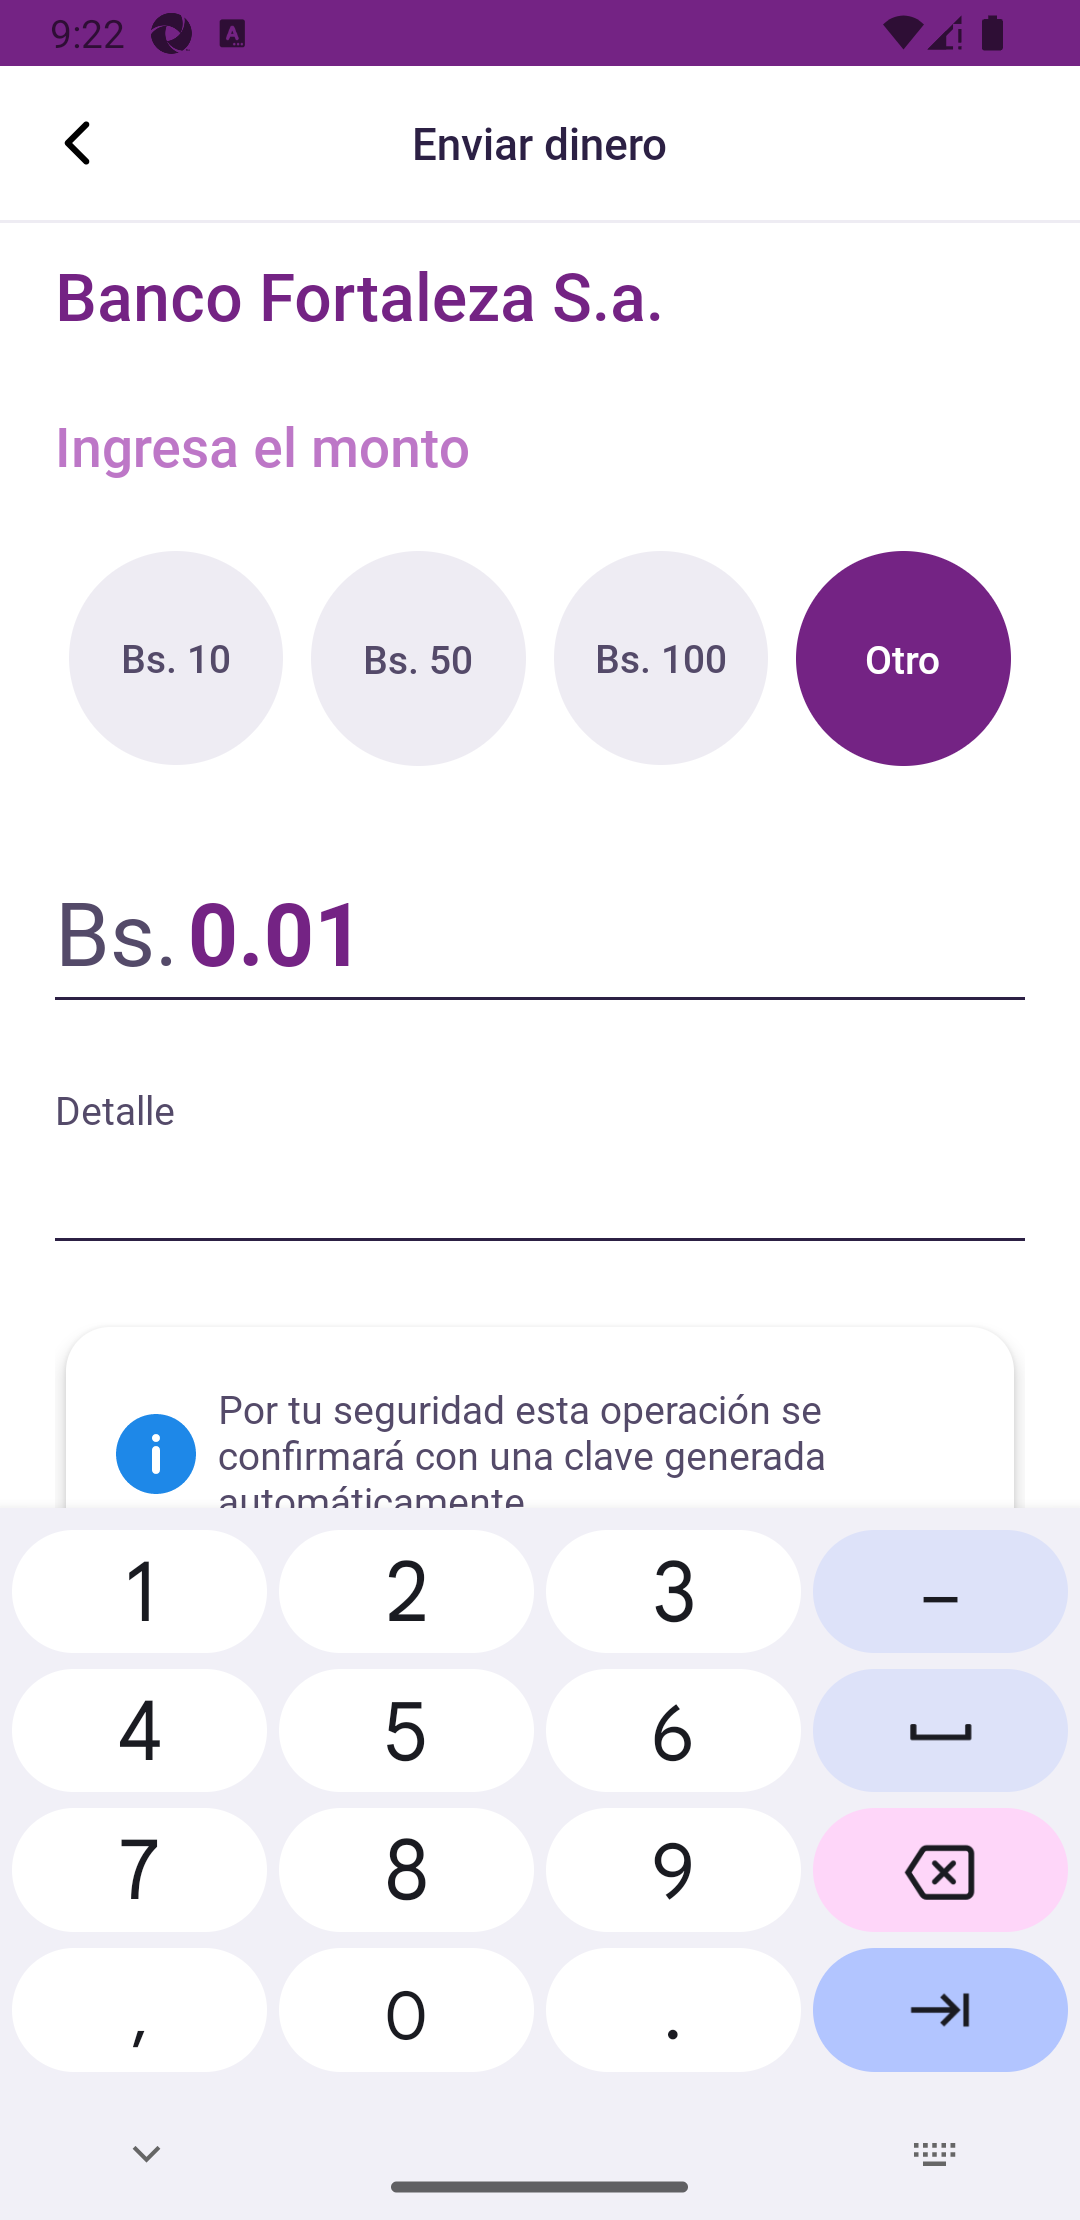 9:22
Enviar dinero
Banco Fortaleza S.a.
Ingresa el monto
Bs. 10 Bs. 50 Bs. 100 Otro
Bs. 0.01
Detalle
Por tu seguridad esta operación se
confirmará con una clave generada
automáticamente
1 2 3 –
4 5 6
7 8 9
, 0 .